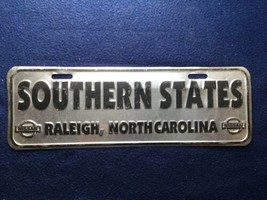 SOUTHERN STATES
RALEIGH, NORTH CAROLINA